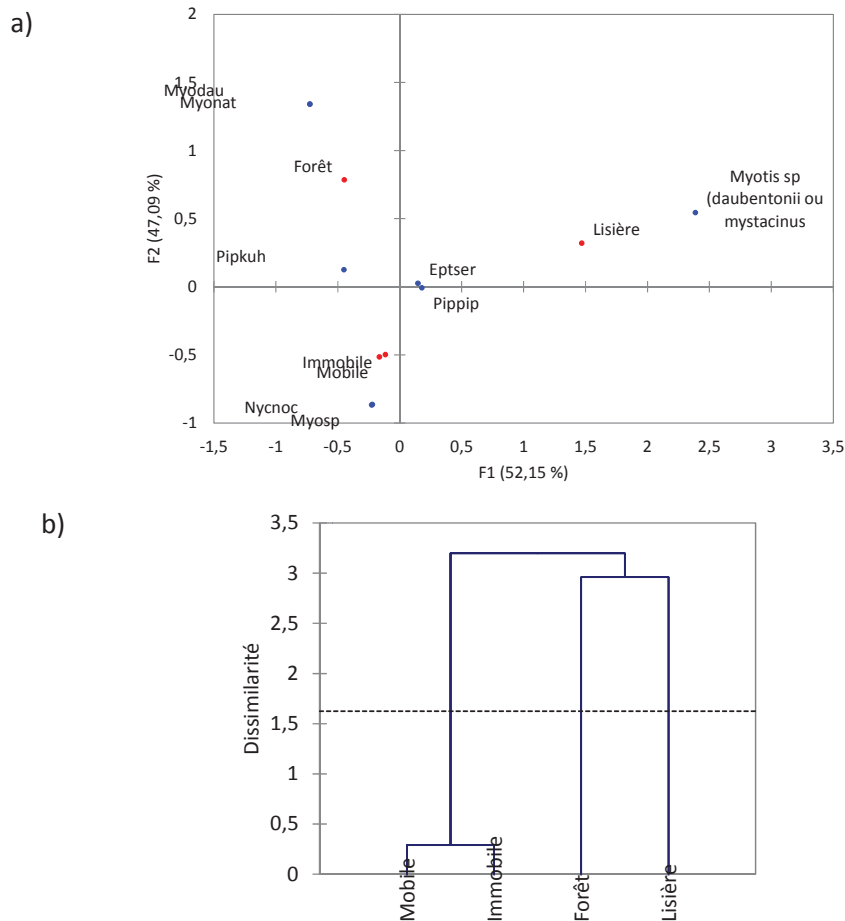 a)
2
1,5
Myodau
Myonat
1
Forêt
Myotis sp
(daubentonii ou
mystacinus
F2 (47,09 %)
0,5
Lisière
Pipkuh
Eptser
0
Pippip
-0,5
Immobile
Mobile
Nycnoc
Myosp
-1
-1,5 -1 -0,5 0 0,5 1 1,5 2 2,5 3 3,5
F1 (52,15 %)
b)
3,5
3
2,5
2
1,5
1
0,5
0
Dissimilarité
Mobile
Immobile
Forêt
Lisière